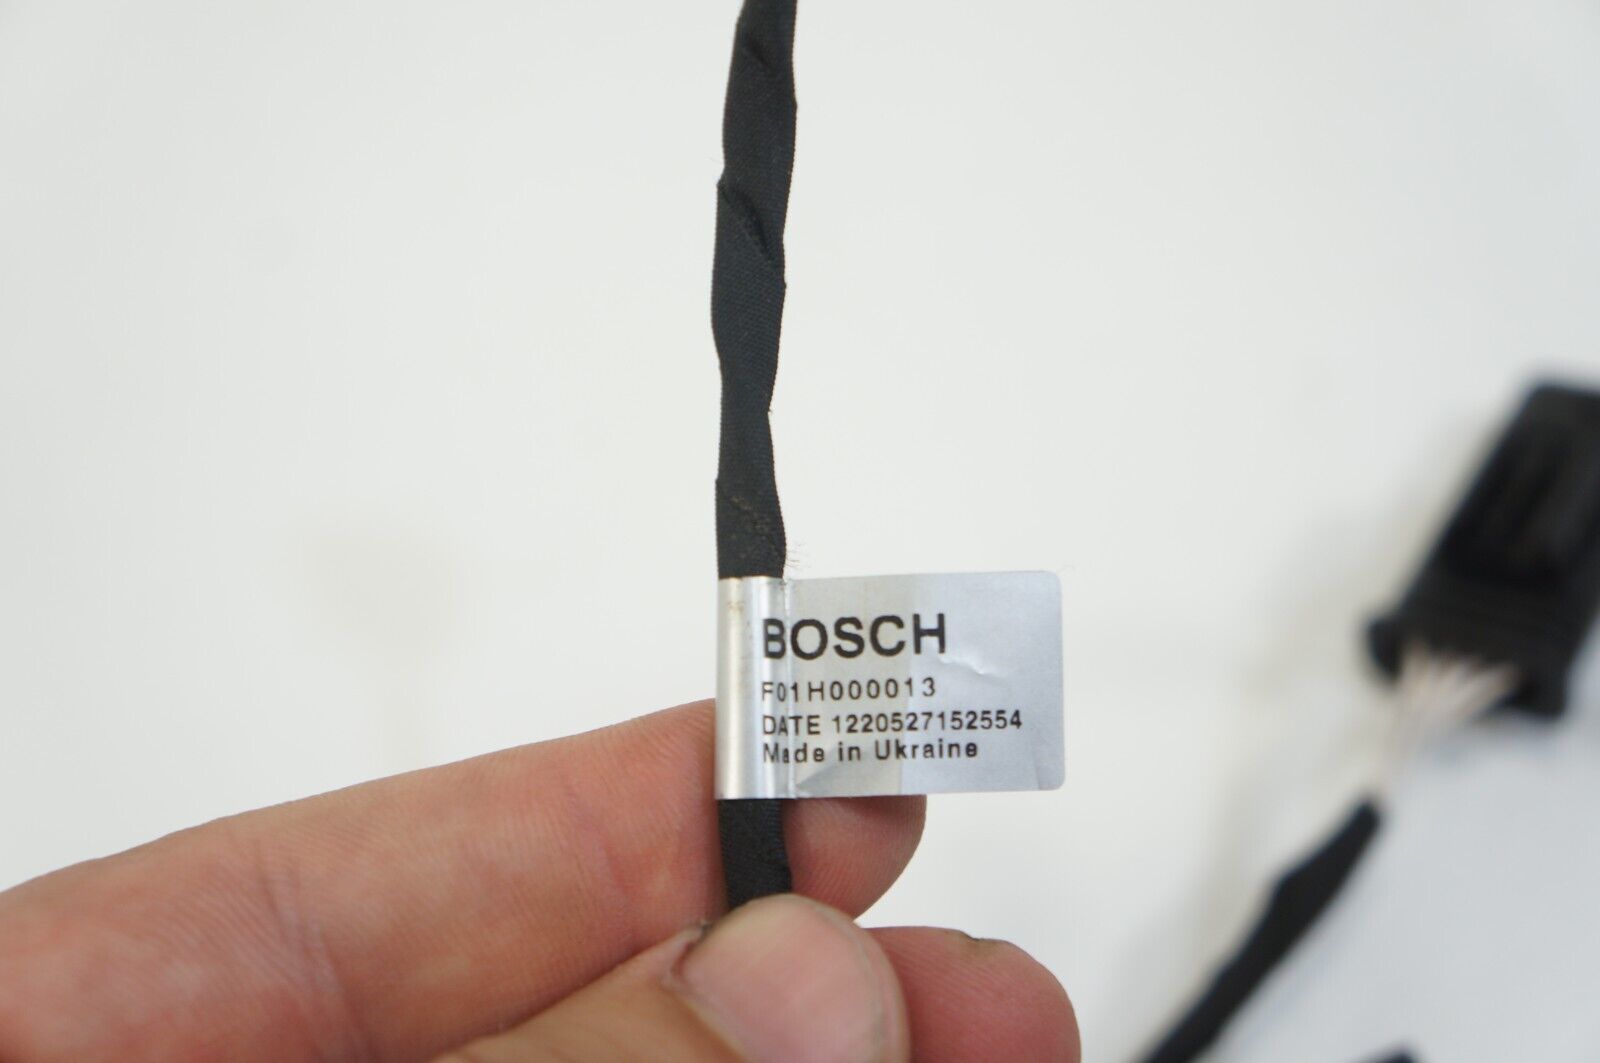 BOSCH
F01H000013
DATE 1220527152554
Made in Ukraine